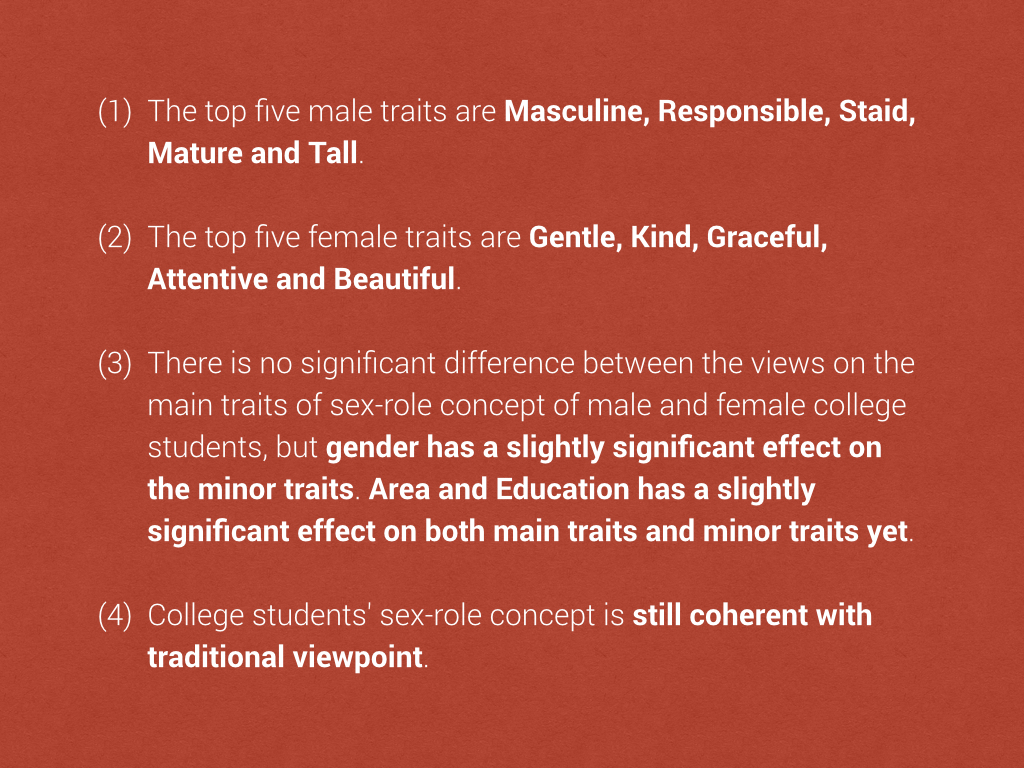 (1) The top five male traits are Masculine, Responsible, Staid,
Mature and Tall.
(2) The top five female traits are Gentle, Kind, Graceful,
Attentive and Beautiful.
(3) There is no significant difference between the views on the
main traits of sex-role concept of male and female college
students, but gender has a slightly significant effect on
the minor traits. Area and Education has a slightly
significant effect on both main traits and minor traits yet.
(4) College students' sex-role concept is still coherent with
traditional viewpoint.